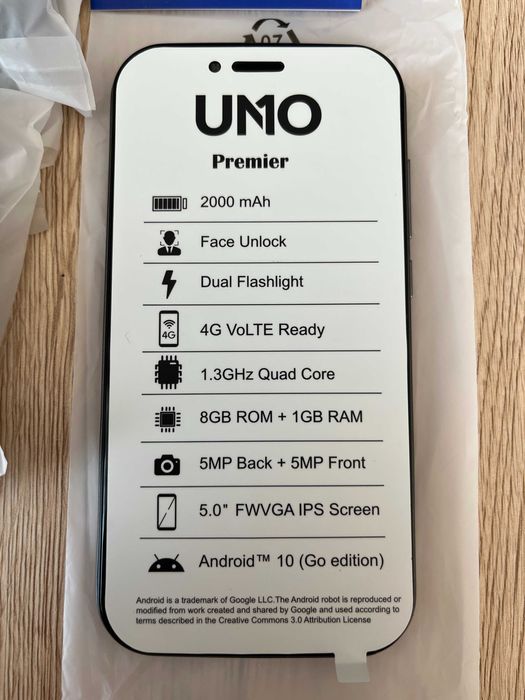 07
UMO
Premier
2000 mAh
Face Unlock
Dual Flashlight
4G
4G VoLTE Ready
1.3GHz Quad Core
8GB ROM + 1GB RAM
5MP Back + 5MP Front
5.0" FWVGA IPS Screen
Android™ 10 (Go edition)
Android is a trademark of Google LLC.The Android robot is reproduced or
modified from work created and shared by Google and used according to
terms described in the Creative Commons 3.0 Attribution License